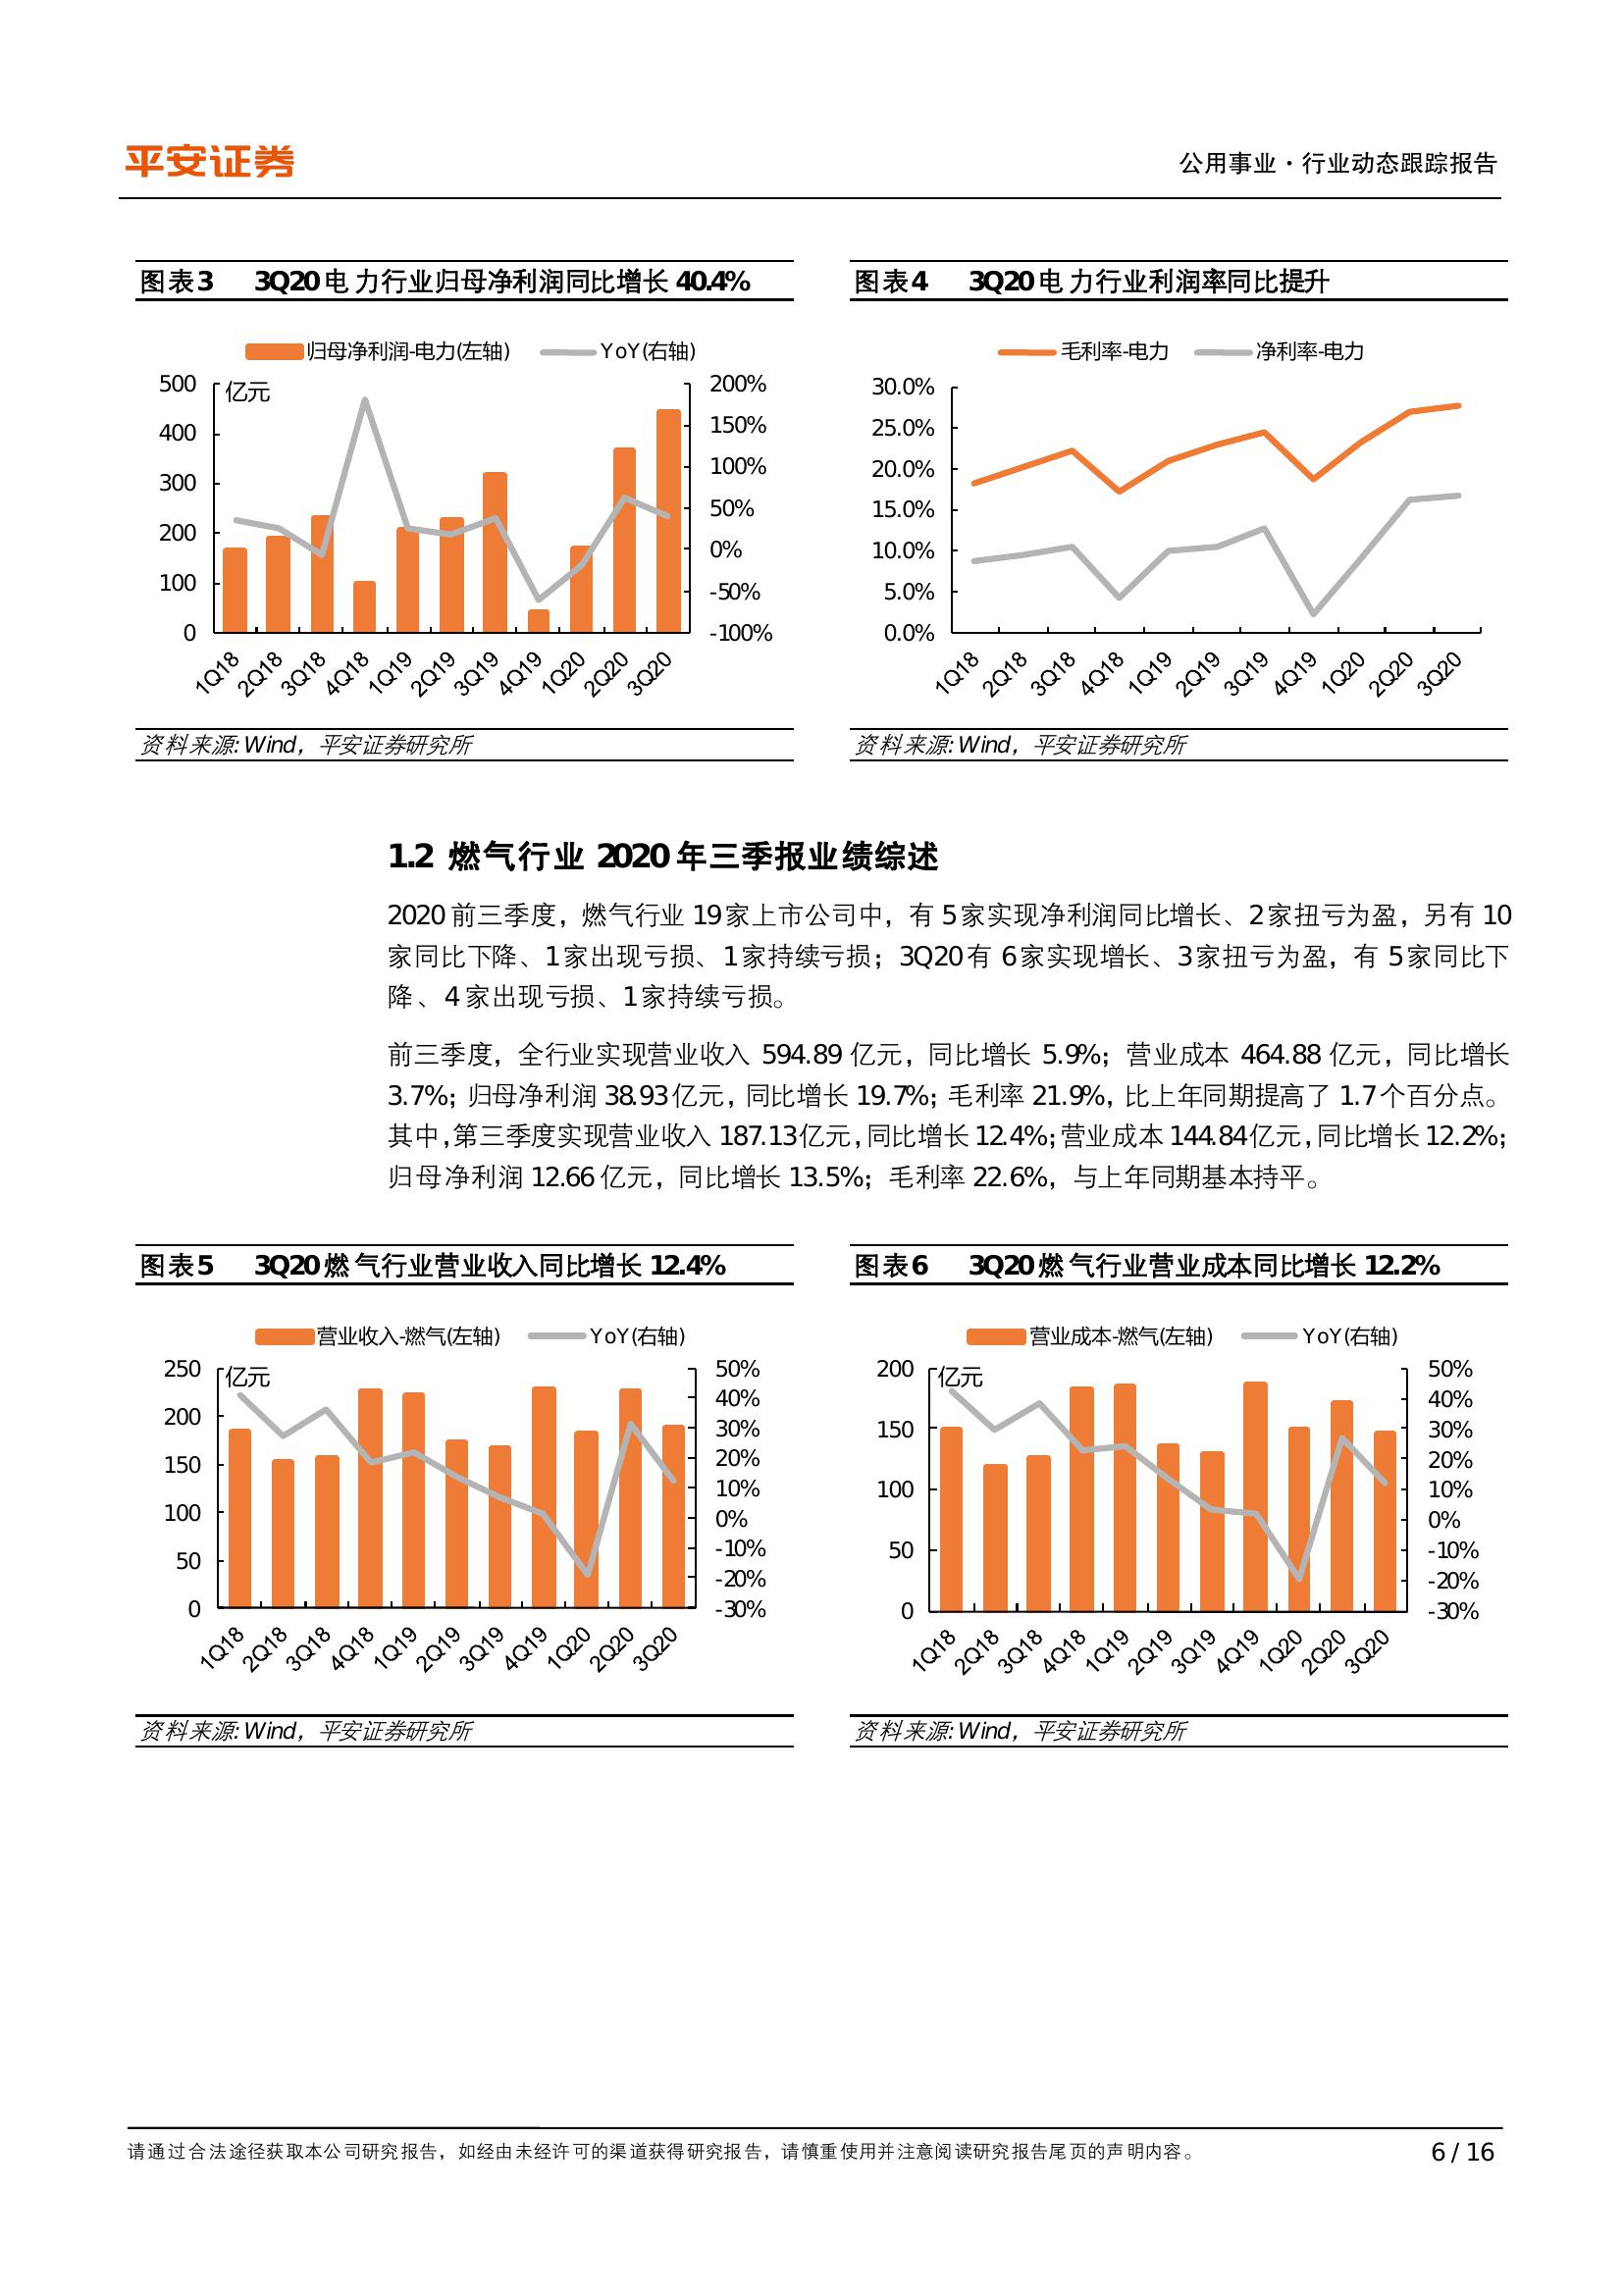 平安证券
公用事业·行业动态跟踪报告
图表3 3Q20电力行业归母净利润同比增长40.4%
归母净利润-电力(左轴) YoY(右轴)
亿元
500
400
300
200
100
0
200%
150%
100%
50%
0%
-50%
-100%
1Q18 2Q18 3Q18 4Q18 1Q19 2Q19 3Q19 4Q19 1Q20 2Q20 3Q20
资料来源:Wind，平安证券研究所
图表4 3Q20电力行业利润率同比提升
毛利率-电力 净利率-电力
30.0%
25.0%
20.0%
15.0%
10.0%
5.0%
0.0%
1Q18 2Q18 3Q18 4Q18 1Q19 2Q19 3Q19 4Q19 1Q20 2Q20 3Q20
资料来源:Wind，平安证券研究所
1.2 燃气行业2020年三季报业绩综述
2020前三季度，燃气行业19家上市公司中，有5家实现净利润同比增长、2家扭亏为盈，另有10
家同比下降、1家出现亏损、1家持续亏损；3Q20有6家实现增长、3家扭亏为盈，有5家同比下
降、4家出现亏损、1家持续亏损。
前三季度，全行业实现营业收入594.89亿元，同比增长5.9%；营业成本464.88亿元，同比增长
3.7%；归母净利润38.93亿元，同比增长19.7%；毛利率21.9%，比上年同期提高了1.7个百分点。
其中，第三季度实现营业收入187.13亿元，同比增长12.4%；营业成本144.84亿元，同比增长12.2%；
归母净利润12.66亿元，同比增长13.5%；毛利率22.6%，与上年同期基本持平。
图表5 3Q20燃气行业营业收入同比增长12.4%
营业收入-燃气(左轴) YoY(右轴)
亿元
250
200
150
100
50
0
50%
40%
30%
20%
10%
0%
-10%
-20%
-30%
1Q18 2Q18 3Q18 4Q18 1Q19 2Q19 3Q19 4Q19 1Q20 2Q20 3Q20
资料来源:Wind，平安证券研究所
图表6 3Q20燃气行业营业成本同比增长12.2%
营业成本-燃气(左轴) YoY(右轴)
亿元
200
150
100
50
0
50%
40%
30%
20%
10%
0%
-10%
-20%
-30%
1Q18 2Q18 3Q18 4Q18 1Q19 2Q19 3Q19 4Q19 1Q20 2Q20 3Q20
资料来源:Wind，平安证券研究所
请通过合法途径获取本公司研究报告，如经由未经许可的渠道获得研究报告，请慎重使用并注意阅读研究报告尾页的声明内容。
6 / 16